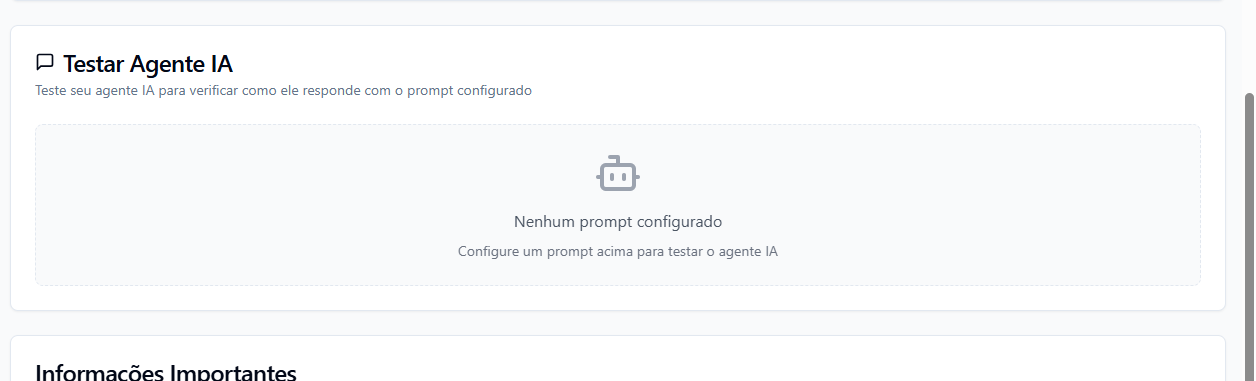 Testar Agente IA
Teste seu agente IA para verificar como ele responde com o prompt configurado
Nenhum prompt configurado
Configure um prompt acima para testar o agente IA
Informações Importantes